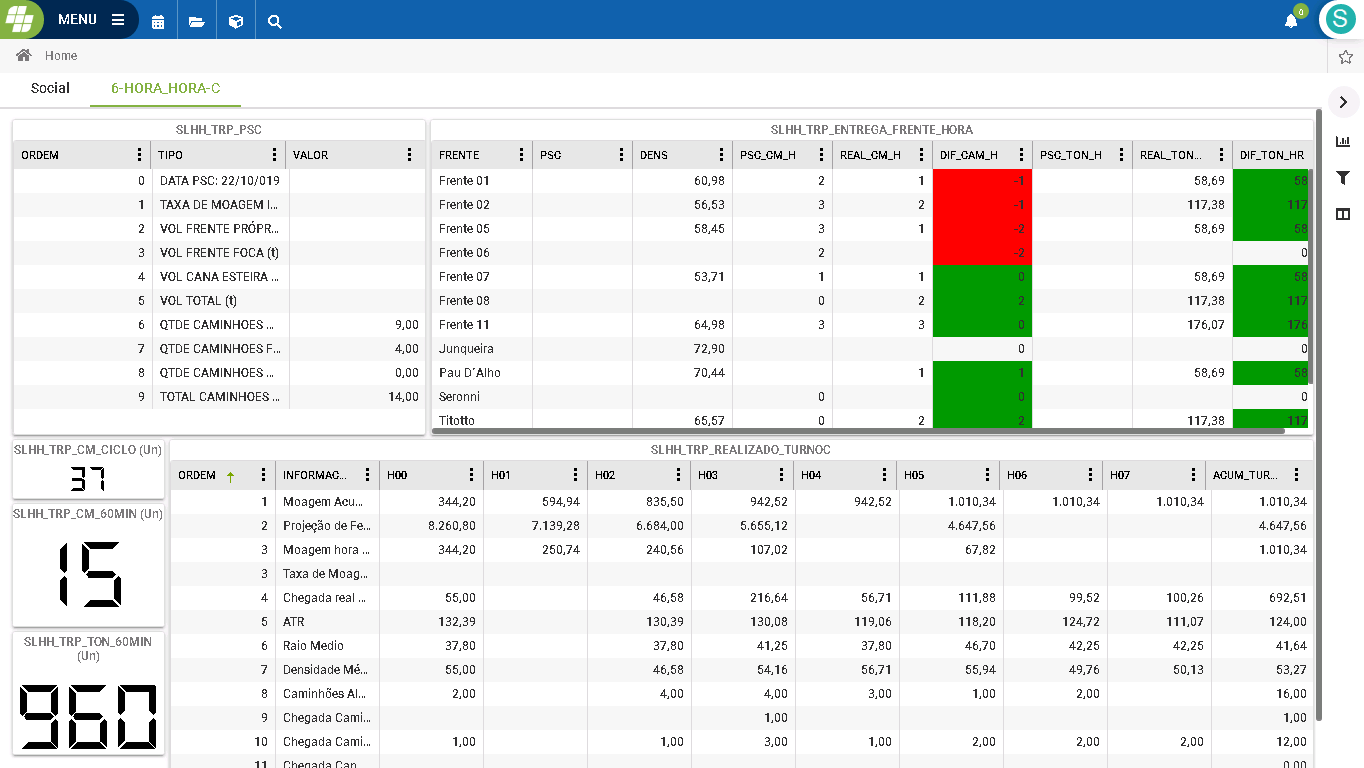 MENU
0
S
Home
Social 6-HORA_HORA-C
SLHH_TRP_PSC
ORDEM TIPO VALOR
0 DATA PSC: 22/10/019
1 TAXA DE MOAGEM I...
2 VOL FRENTE PRÓPR...
3 VOL FRENTE FOCA (t)
4 VOL CANA ESTEIRA ...
5 VOL TOTAL (t)
6 QTDE CAMINHOES ... 9,00
7 QTDE CAMINHOES F... 4,00
8 QTDE CAMINHOES ... 0,00
9 TOTAL CAMINHOES ... 14,00
SLHH_TRP_ENTREGA_FRENTE_HORA
FRENTE PSC DENS PSC_CM_H REAL_CM_H DIF_CAM_H PSC_TON_H REAL_TON... DIF_TON_HR
Frente 01 60,98 2 1 -1 58,69 58
Frente 02 56,53 3 2 -1 117,38 117
Frente 05 58,45 3 1 -2 58,69 58
Frente 06 2 -2 0
Frente 07 53,71 1 1 0 58,69 58
Frente 08 0 2 2 117,38 117
Frente 11 64,98 3 3 0 176,07 176
Junqueira 72,90 0 0
Pau D´Alho 70,44 1 1 58,69 58
Seronni 0 0 0
Titotto 65,57 0 2 2 117,38 117
SLHH_TRP_CM_CICLO (Un)
37
SLHH_TRP_CM_60MIN (Un)
15
SLHH_TRP_TON_60MIN
(Un)
960
SLHH_TRP_REALIZADO_TURNOC
ORDEM INFORMAC... H00 H01 H02 H03 H04 H05 H06 H07 ACUM_TUR...
1 Moagem Acu... 344,20 594,94 835,50 942,52 942,52 1.010,34 1.010,34 1.010,34 1.010,34
2 Projeção de Fe... 8.260,80 7.139,28 6.684,00 5.655,12 4.647,56 4.647,56
3 Moagem hora ... 344,20 250,74 240,56 107,02 67,82 1.010,34
3 Taxa de Moag...
4 Chegada real ... 55,00 46,58 216,64 56,71 111,88 99,52 100,26 692,51
5 ATR 132,39 130,39 130,08 119,06 118,20 124,72 111,07 124,00
6 Raio Medio 37,80 37,80 41,25 37,80 46,70 42,25 42,25 41,64
7 Densidade Mé... 55,00 46,58 54,16 56,71 55,94 49,76 50,13 53,27
8 Caminhões Al... 2,00 4,00 4,00 3,00 1,00 2,00 16,00
9 Chegada Cami... 1,00 1,00
10 Chegada Cami... 1,00 1,00 3,00 1,00 2,00 2,00 2,00 12,00
11 Chegada Can... 0,00